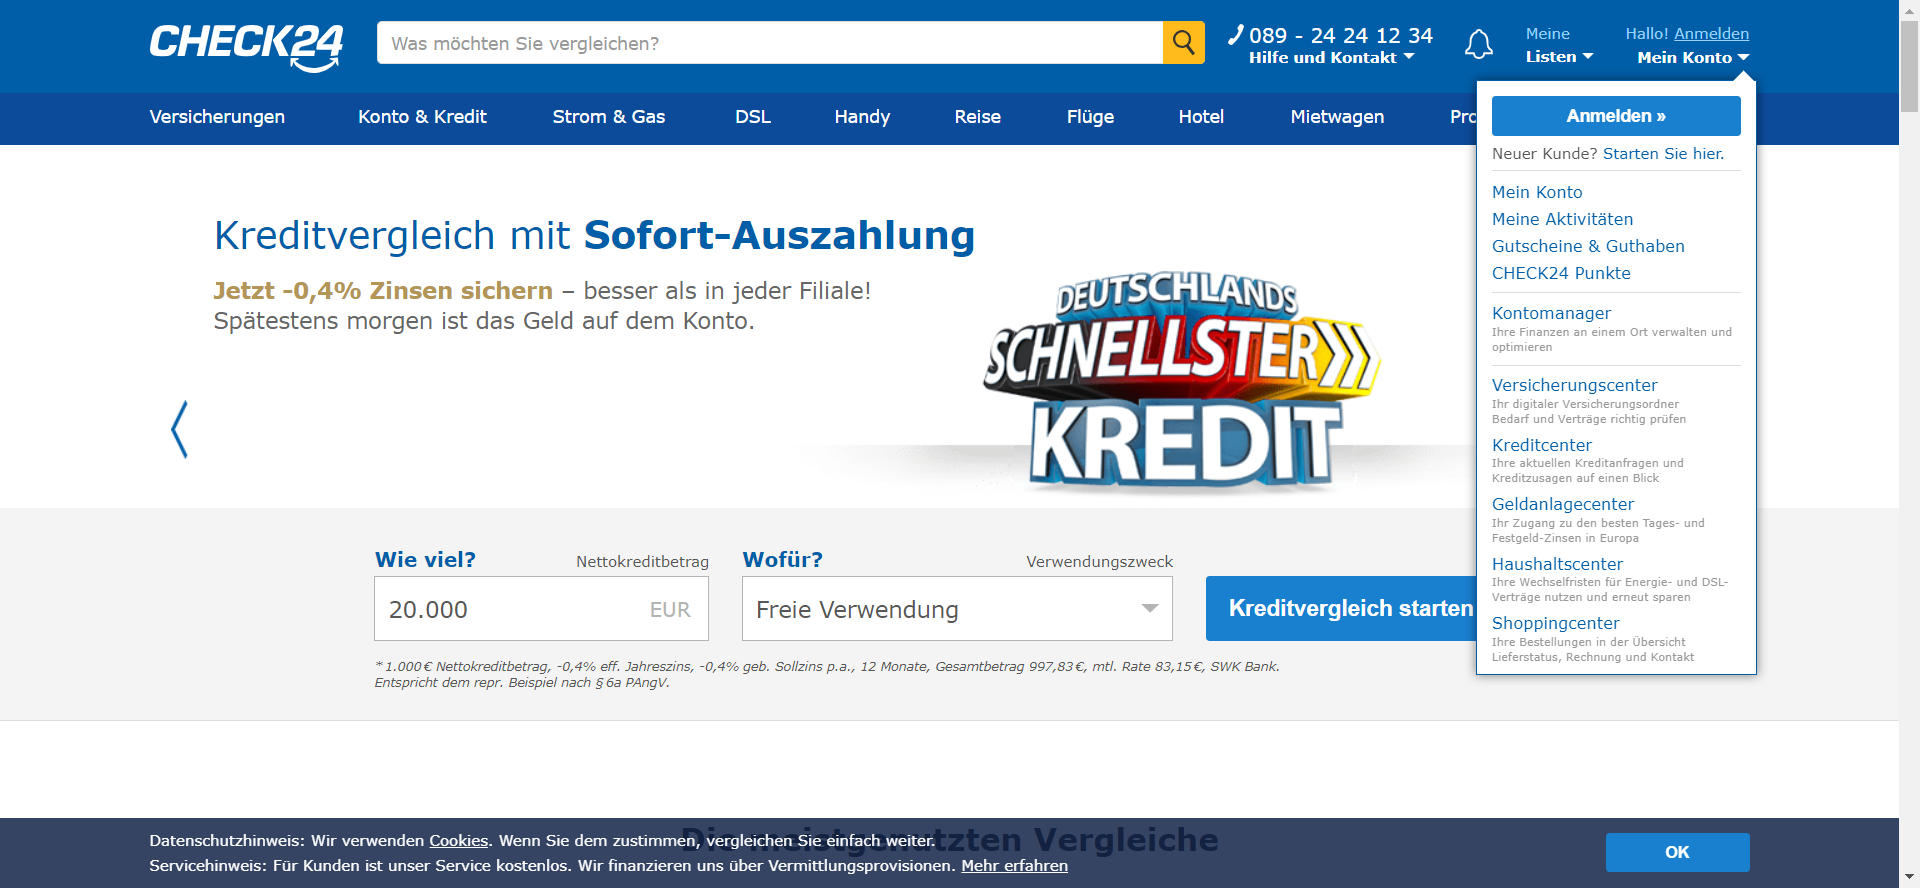 CHECK24
Was möchten Sie vergleichen?
089 - 24 24 12 34
Hilfe und Kontakt
Meine
Listen
Hallo! Anmelden
Mein Konto
Versicherungen
Konto & Kredit
Strom & Gas
DSL
Handy
Reise
Flüge
Hotel
Mietwagen
Pro
Anmelden »
Neuer Kunde? Starten Sie hier.
Mein Konto
Meine Aktivitäten
Gutscheine & Guthaben
CHECK24 Punkte
Kontomanager
Ihre Finanzen an einem Ort verwalten und
optimieren
Versicherungscenter
Ihr digitaler Versicherungsordner
Bedarf und Verträge richtig prüfen
Kreditcenter
Ihre aktuellen Kreditanfragen und
Kreditzusagen auf einen Blick
Geldanlagecenter
Ihr Zugang zu den besten Tages- und
Festgeld-Zinsen in Europa
Haushaltscenter
Ihre Wechselfristen für Energie- und DSL-
Verträge nutzen und erneut sparen
Shoppingcenter
Ihre Bestellungen in der Übersicht
Lieferstatus, Rechnung und Kontakt
Kreditvergleich mit Sofort-Auszahlung
Jetzt -0,4% Zinsen sichern – besser als in jeder Filiale!
Spätestens morgen ist das Geld auf dem Konto.
DEUTSCHLANDS
SCHNELLSTER
KREDIT
Wie viel?
Nettokreditbetrag
Wofür?
Verwendungszweck
20.000
EUR
Freie Verwendung
Kreditvergleich starten
* 1.000 € Nettokreditbetrag, -0,4% eff. Jahreszins, -0,4% geb. Sollzins p.a., 12 Monate, Gesamtbetrag 997,83 €, mtl. Rate 83,15 €, SWK Bank.
Entspricht dem repr. Beispiel nach § 6a PAngV.
Die meistgenutzten Vergleiche
Datenschutzhinweis: Wir verwenden Cookies. Wenn Sie dem zustimmen, vergleichen Sie einfach weiter.
Servicehinweis: Für Kunden ist unser Service kostenlos. Wir finanzieren uns über Vermittlungsprovisionen. Mehr erfahren
OK